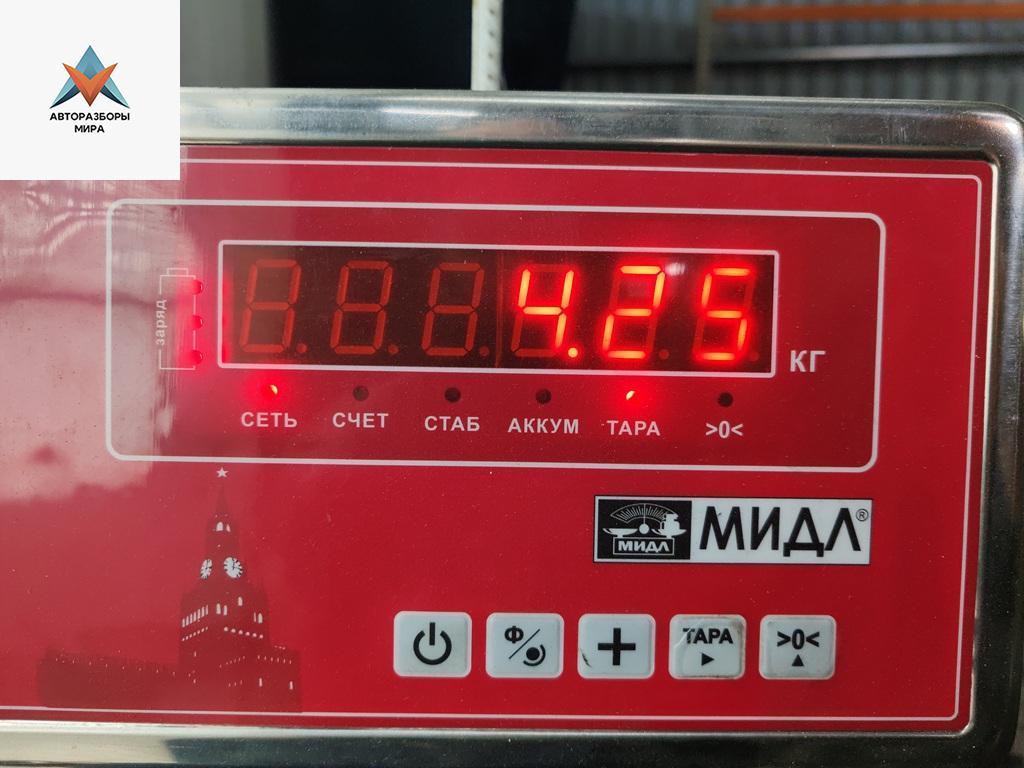 АВТОРАЗБОРЫ
МИРА
4.25
заряд
КГ
СЕТЬ СЧЕТ СТАБ АККУМ ТАРА >0<
МИДЛ МИДЛ®
Ф ТАРА >0<